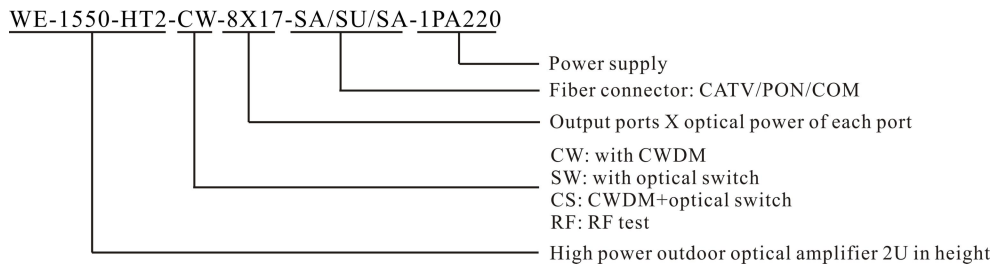 WE-1550-HT2-CW-8X17-SA/SU/SA-1PA220
Power supply
Fiber connector: CATV/PON/COM
Output ports X optical power of each port
CW: with CWDM
SW: with optical switch
CS: CWDM+optical switch
RF: RF test
High power outdoor optical amplifier 2U in height